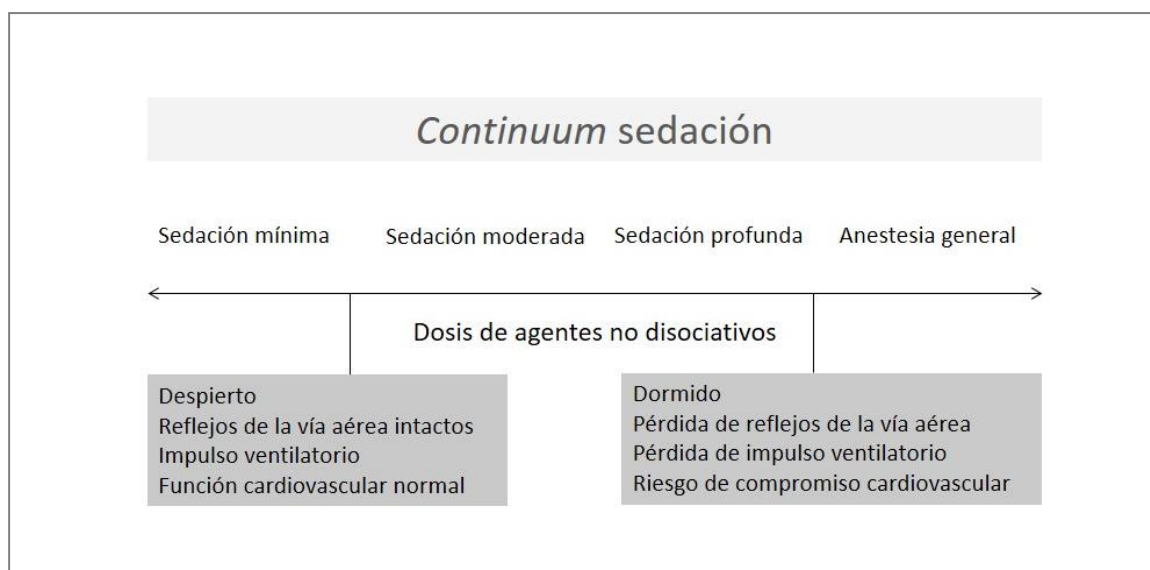 Continuum sedación
Sedación mínima
Sedación moderada
Sedación profunda
Anestesia general
Dosis de agentes no disociativos
Despierto
Reflejos de la vía aérea intactos
Impulso ventilatorio
Función cardiovascular normal
Dormido
Pérdida de reflejos de la vía aérea
Pérdida de impulso ventilatorio
Riesgo de compromiso cardiovascular